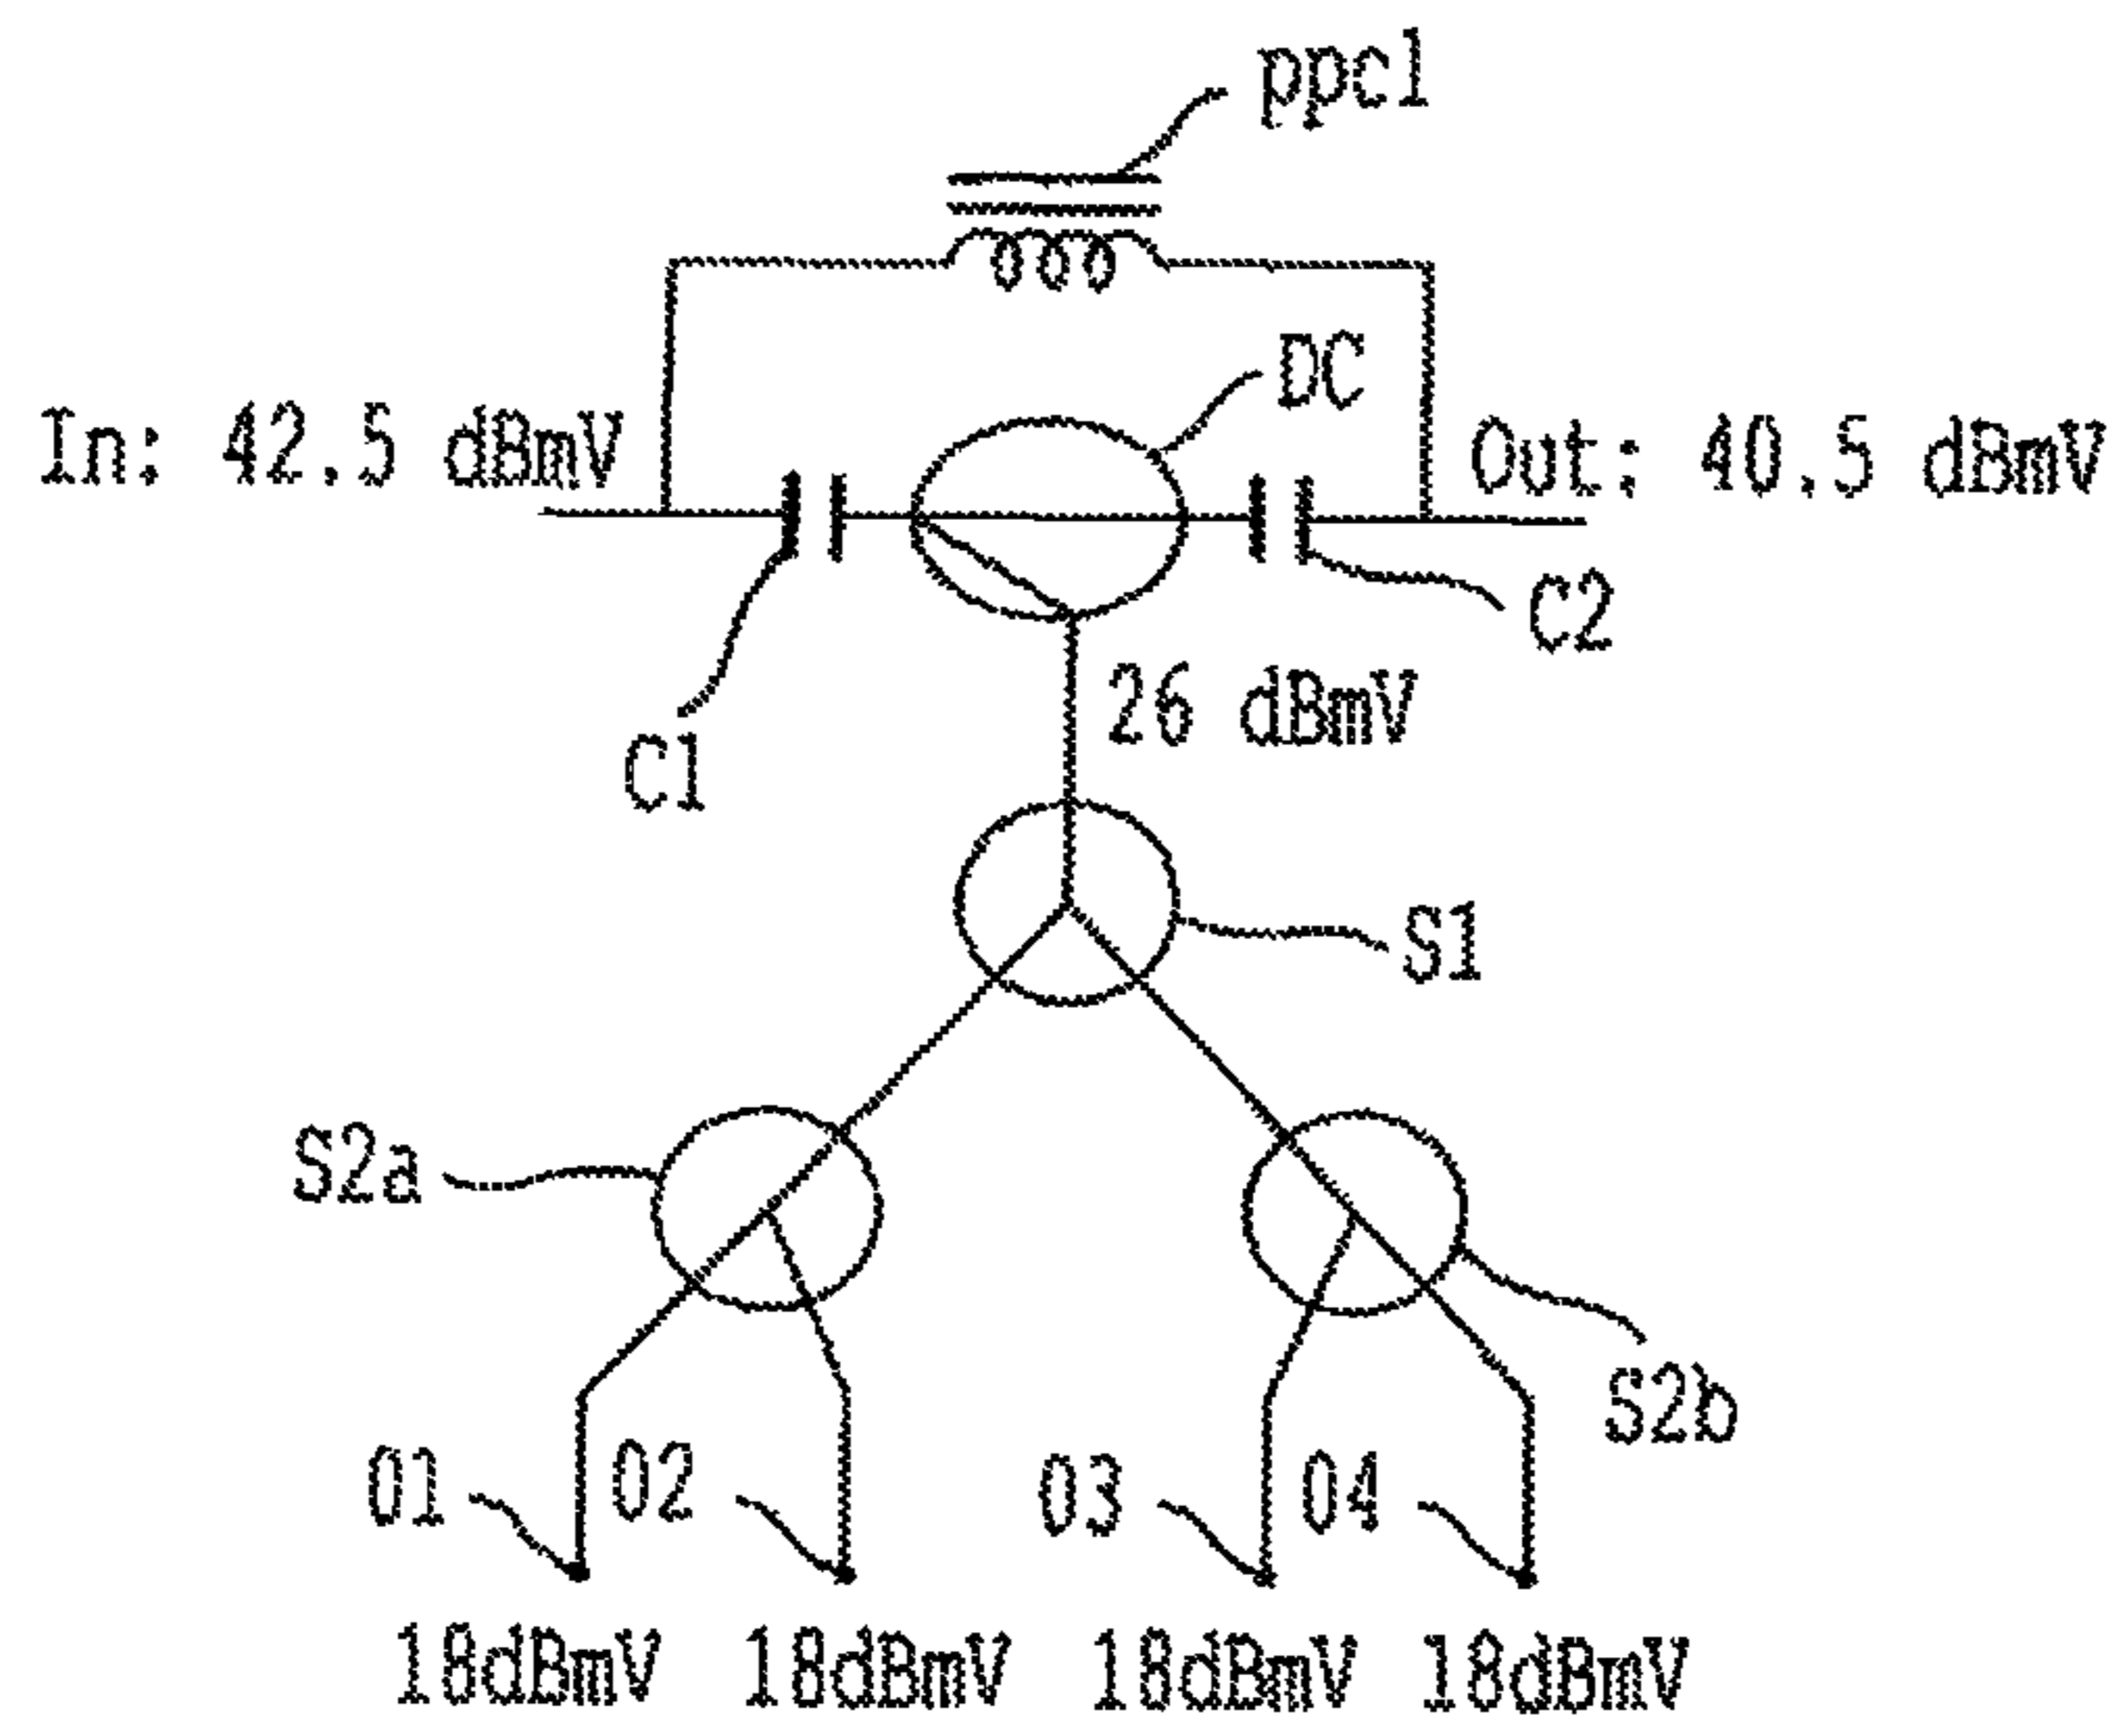 ppc1
DC
In: 42.5 dBmV
Out: 40.5 dBmV
C2
26 dBmV
C1
S1
S2a
S2b
01
02
03
04
18dBmV
18dBmV
18dBmV
18dBmV